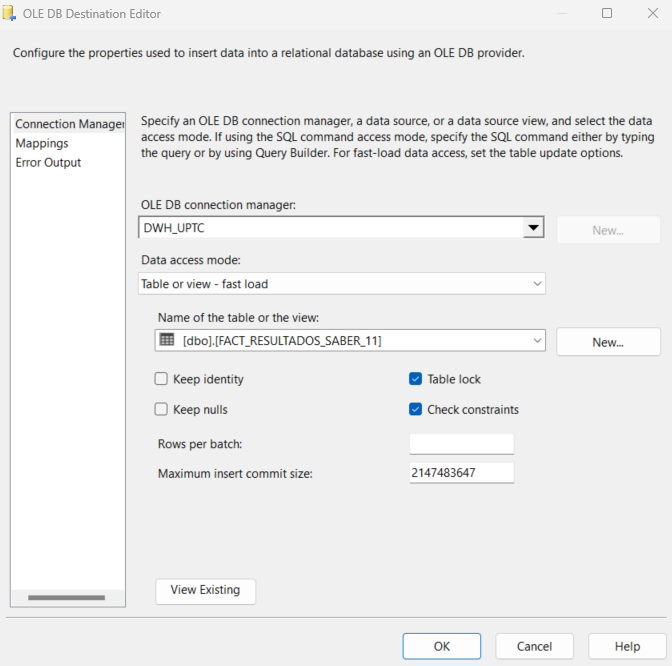 OLE DB Destination Editor
Configure the properties used to insert data into a relational database using an OLE DB provider.
Connection Manager
Mappings
Error Output
Specify an OLE DB connection manager, a data source, or a data source view, and select the data
access mode. If using the SQL command access mode, specify the SQL command either by typing
the query or by using Query Builder. For fast-load data access, set the table update options.
OLE DB connection manager:
DWH_UPTC
New...
Data access mode:
Table or view - fast load
Name of the table or the view:
[dbo].[FACT_RESULTADOS_SABER_11]
New...
Keep identity
Table lock
Keep nulls
Check constraints
Rows per batch:
Maximum insert commit size:
2147483647
View Existing
OK
Cancel
Help